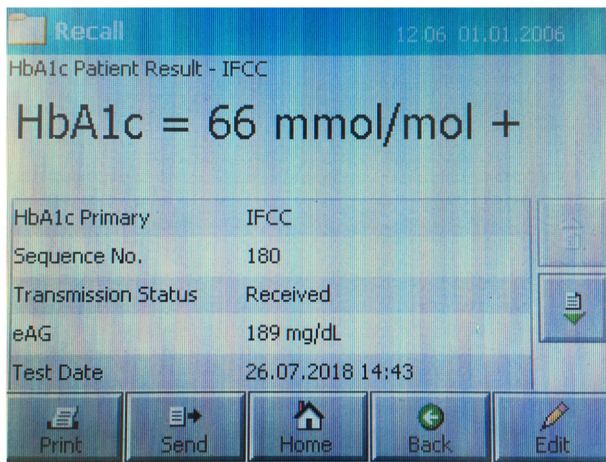 Recall 12:06 01.01.2006
HbA1c Patient Result - IFCC
HbA1c = 66 mmol/mol +
HbA1c Primary IFCC
Sequence No. 180
Transmission Status Received
eAG 189 mg/dL
Test Date 26.07.2018 14:43
Print Send Home Back Edit